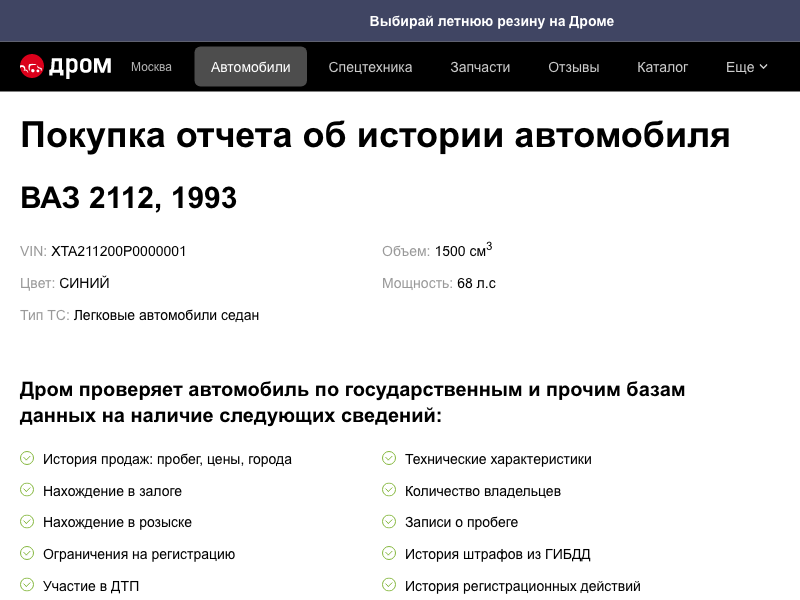 Выбирай летнюю резину на Дроме
дром Москва Автомобили Спецтехника Запчасти Отзывы Каталог Еще
Покупка отчета об истории автомобиля
ВАЗ 2112, 1993
VIN: XTA211200P0000001
Объем: 1500 см3
Цвет: СИНИЙ
Мощность: 68 л.с
Тип ТС: Легковые автомобили седан
Дром проверяет автомобиль по государственным и прочим базам
данных на наличие следующих сведений:
История продаж: пробег, цены, города
Технические характеристики
Нахождение в залоге
Количество владельцев
Нахождение в розыске
Записи о пробеге
Ограничения на регистрацию
История штрафов из ГИБДД
Участие в ДТП
История регистрационных действий